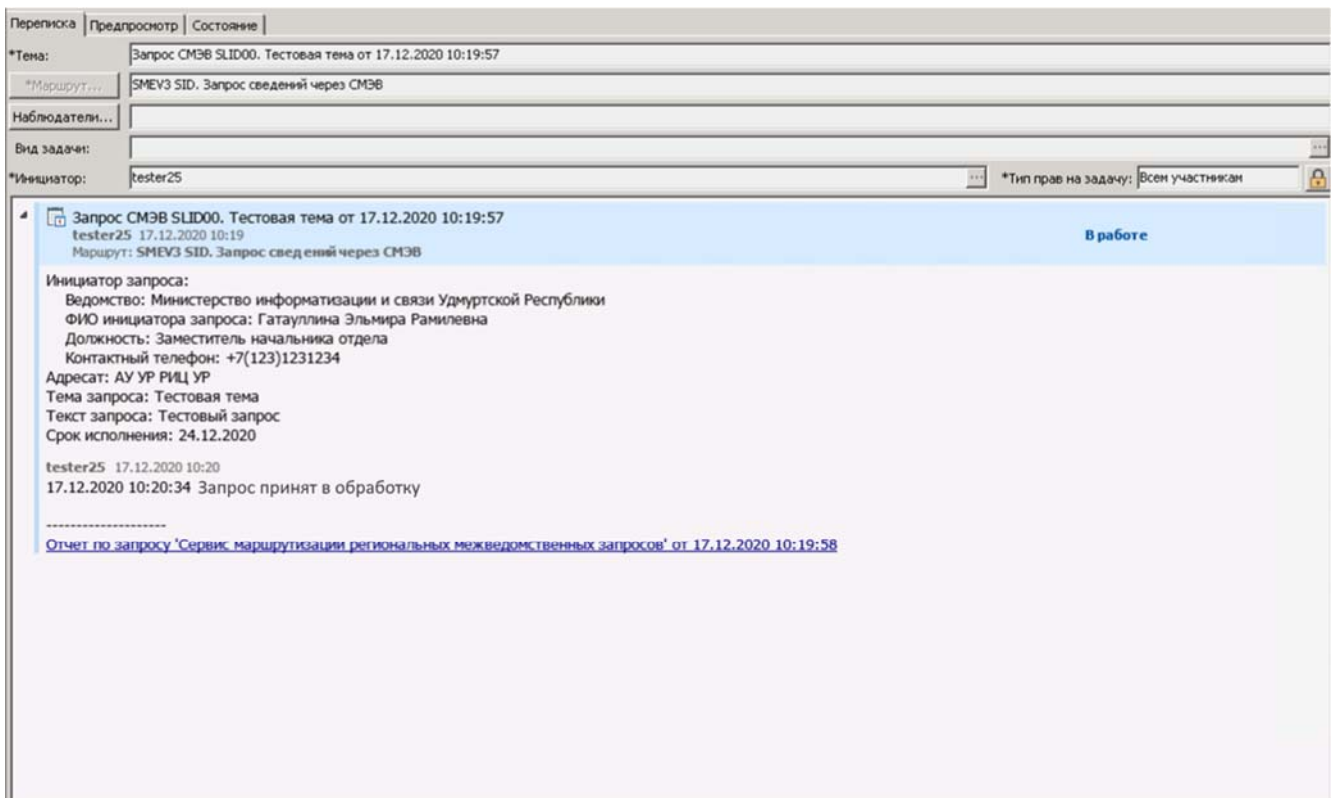 Переписка Предпросмотр Состояние
*Тема: Запрос СМЭВ SLID00. Тестовая тема от 17.12.2020 10:19:57
*Маршрут... SMEV3 SID. Запрос сведений через СМЭВ
Наблюдатели...
Вид задачи: ...
*Инициатор: tester25 ... *Тип прав на задачу: Всем участникам
Запрос СМЭВ SLID00. Тестовая тема от 17.12.2020 10:19:57
tester25 17.12.2020 10:19 В работе
Маршрут: SMEV3 SID. Запрос сведений через СМЭВ
Инициатор запроса:
Ведомство: Министерство информатизации и связи Удмуртской Республики
ФИО инициатора запроса: Гатауллина Эльмира Рамилевна
Должность: Заместитель начальника отдела
Контактный телефон: +7(123)1231234
Адресат: АУ УР РИЦ УР
Тема запроса: Тестовая тема
Текст запроса: Тестовый запрос
Срок исполнения: 24.12.2020
tester25 17.12.2020 10:20
17.12.2020 10:20:34 Запрос принят в обработку
--------------------
Отчет по запросу 'Сервис маршрутизации региональных межведомственных запросов' от 17.12.2020 10:19:58